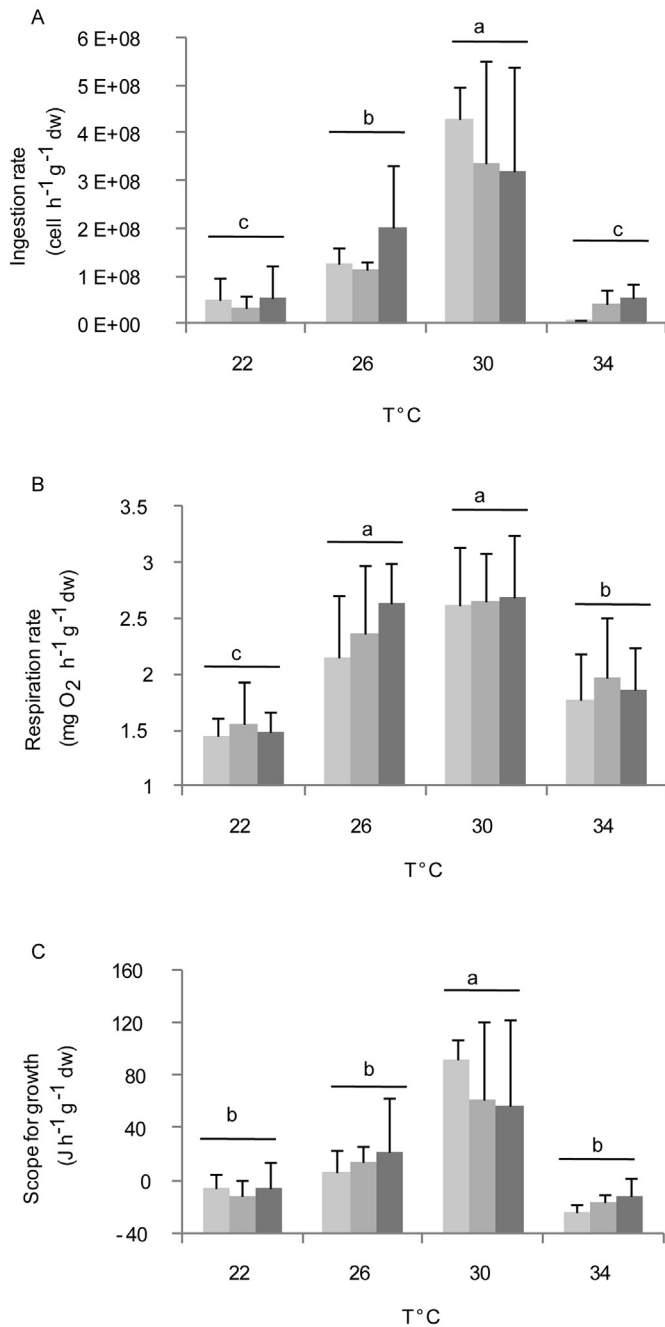 A
Ingestion rate
(cell h-1 g-1 dw)
6 E+08
5 E+08
4 E+08
3 E+08
2 E+08
1 E+08
0 E+00
c
b
a
c
22 26 30 34
T°C
B
Respiration rate
(mg O2 h-1 g-1 dw)
3.5
3
2.5
2
1.5
1
c
a
a
b
22 26 30 34
T°C
C
Scope for growth
(J h-1 g-1 dw)
160
120
80
40
0
-40
b
b
a
b
22 26 30 34
T°C